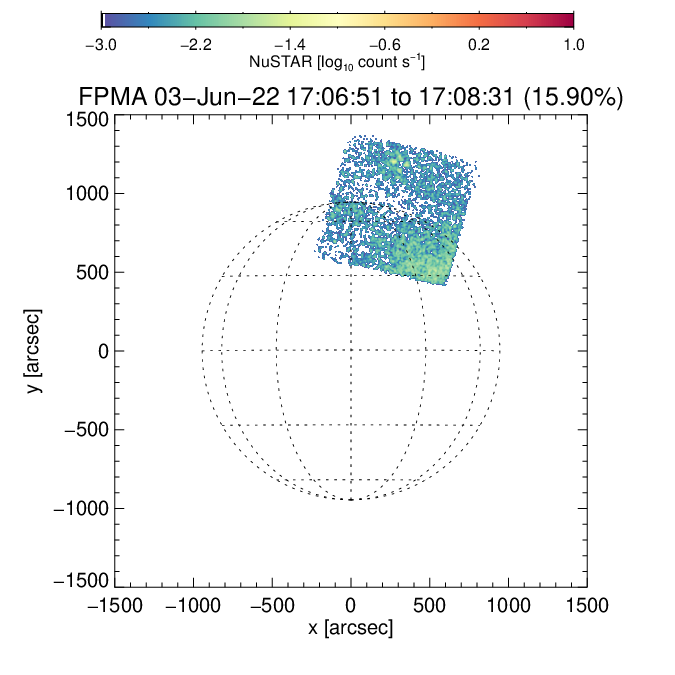 −3.0 −2.2 −1.4 −0.6 0.2 1.0
NuSTAR [log₁₀ count s⁻¹]
FPMA 03−Jun−22 17:06:51 to 17:08:31 (15.90%)
1500
1000
500
0
−500
−1000
−1500
y [arcsec]
−1500 −1000 −500 0 500 1000 1500
x [arcsec]